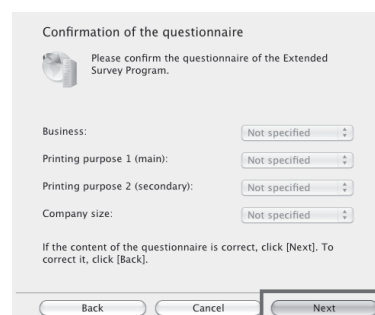 Confirmation of the questionnaire
Please confirm the questionnaire of the Extended
Survey Program.
Business: Not specified
Printing purpose 1 (main): Not specified
Printing purpose 2 (secondary): Not specified
Company size: Not specified
If the content of the questionnaire is correct, click [Next]. To
correct it, click [Back].
Back Cancel Next